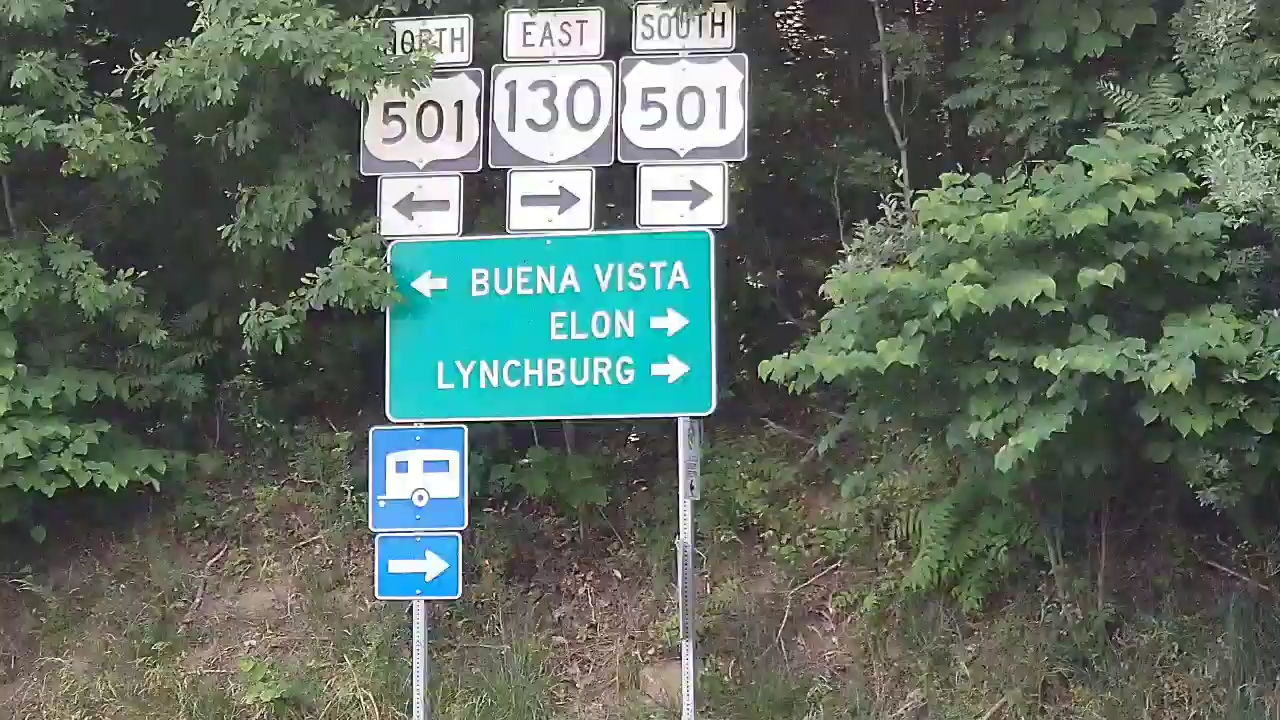 NORTH EAST SOUTH
501 130 501
BUENA VISTA
ELON
LYNCHBURG